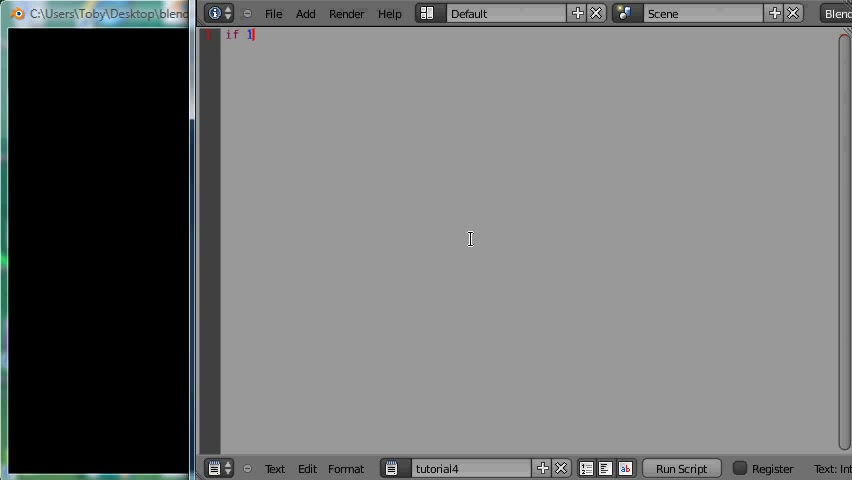 C:\Users\Toby\Desktop\blend
File Add Render Help Default Scene Blend
1 if 1
Text Edit Format tutorial4 Run Script Register Text: Int